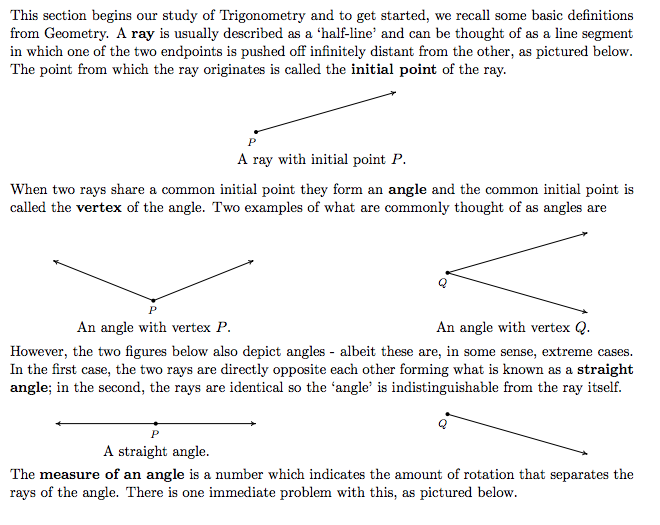 This section begins our study of Trigonometry and to get started, we recall some basic definitions
from Geometry. A ray is usually described as a ‘half-line’ and can be thought of as a line segment
in which one of the two endpoints is pushed off infinitely distant from the other, as pictured below.
The point from which the ray originates is called the initial point of the ray.
P
A ray with initial point P.
When two rays share a common initial point they form an angle and the common initial point is
called the vertex of the angle. Two examples of what are commonly thought of as angles are
P
An angle with vertex P.
Q
An angle with vertex Q.
However, the two figures below also depict angles - albeit these are, in some sense, extreme cases.
In the first case, the two rays are directly opposite each other forming what is known as a straight
angle; in the second, the rays are identical so the ‘angle’ is indistinguishable from the ray itself.
P
A straight angle.
Q
The measure of an angle is a number which indicates the amount of rotation that separates the
rays of the angle. There is one immediate problem with this, as pictured below.